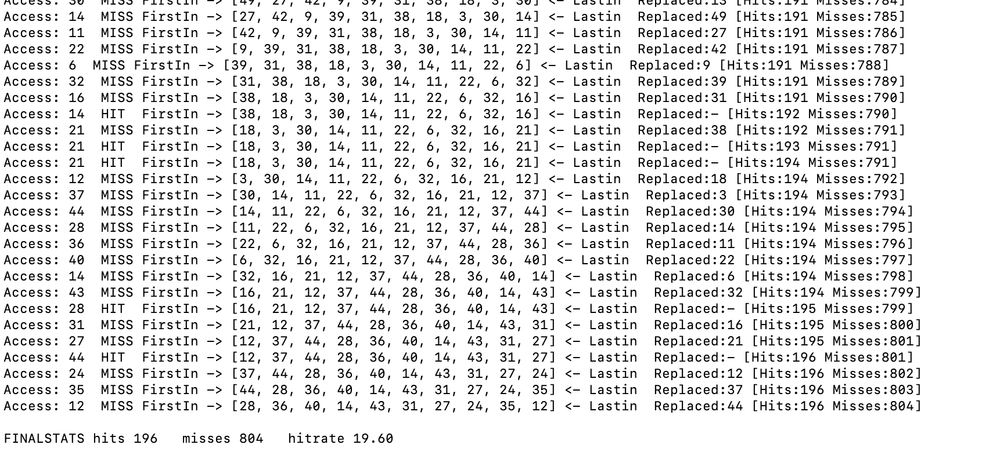 Access: 30  MISS FirstIn -> [49, 27, 42, 9, 39, 31, 38, 18, 3, 30] <- Lastin  Replaced:13 [Hits:191 Misses:784]
Access: 14  MISS FirstIn -> [27, 42, 9, 39, 31, 38, 18, 3, 30, 14] <- Lastin  Replaced:49 [Hits:191 Misses:785]
Access: 11  MISS FirstIn -> [42, 9, 39, 31, 38, 18, 3, 30, 14, 11] <- Lastin  Replaced:27 [Hits:191 Misses:786]
Access: 22  MISS FirstIn -> [9, 39, 31, 38, 18, 3, 30, 14, 11, 22] <- Lastin  Replaced:42 [Hits:191 Misses:787]
Access: 6  MISS FirstIn -> [39, 31, 38, 18, 3, 30, 14, 11, 22, 6] <- Lastin  Replaced:9 [Hits:191 Misses:788]
Access: 32  MISS FirstIn -> [31, 38, 18, 3, 30, 14, 11, 22, 6, 32] <- Lastin  Replaced:39 [Hits:191 Misses:789]
Access: 16  MISS FirstIn -> [38, 18, 3, 30, 14, 11, 22, 6, 32, 16] <- Lastin  Replaced:31 [Hits:191 Misses:790]
Access: 14  HIT  FirstIn -> [38, 18, 3, 30, 14, 11, 22, 6, 32, 16] <- Lastin  Replaced:- [Hits:192 Misses:790]
Access: 21  MISS FirstIn -> [18, 3, 30, 14, 11, 22, 6, 32, 16, 21] <- Lastin  Replaced:38 [Hits:192 Misses:791]
Access: 21  HIT  FirstIn -> [18, 3, 30, 14, 11, 22, 6, 32, 16, 21] <- Lastin  Replaced:- [Hits:193 Misses:791]
Access: 21  HIT  FirstIn -> [18, 3, 30, 14, 11, 22, 6, 32, 16, 21] <- Lastin  Replaced:- [Hits:194 Misses:791]
Access: 12  MISS FirstIn -> [3, 30, 14, 11, 22, 6, 32, 16, 21, 12] <- Lastin  Replaced:18 [Hits:194 Misses:792]
Access: 37  MISS FirstIn -> [30, 14, 11, 22, 6, 32, 16, 21, 12, 37] <- Lastin  Replaced:3 [Hits:194 Misses:793]
Access: 44  MISS FirstIn -> [14, 11, 22, 6, 32, 16, 21, 12, 37, 44] <- Lastin  Replaced:30 [Hits:194 Misses:794]
Access: 28  MISS FirstIn -> [11, 22, 6, 32, 16, 21, 12, 37, 44, 28] <- Lastin  Replaced:14 [Hits:194 Misses:795]
Access: 36  MISS FirstIn -> [22, 6, 32, 16, 21, 12, 37, 44, 28, 36] <- Lastin  Replaced:11 [Hits:194 Misses:796]
Access: 40  MISS FirstIn -> [6, 32, 16, 21, 12, 37, 44, 28, 36, 40] <- Lastin  Replaced:22 [Hits:194 Misses:797]
Access: 14  MISS FirstIn -> [32, 16, 21, 12, 37, 44, 28, 36, 40, 14] <- Lastin  Replaced:6 [Hits:194 Misses:798]
Access: 43  MISS FirstIn -> [16, 21, 12, 37, 44, 28, 36, 40, 14, 43] <- Lastin  Replaced:32 [Hits:194 Misses:799]
Access: 28  HIT  FirstIn -> [16, 21, 12, 37, 44, 28, 36, 40, 14, 43] <- Lastin  Replaced:- [Hits:195 Misses:799]
Access: 31  MISS FirstIn -> [21, 12, 37, 44, 28, 36, 40, 14, 43, 31] <- Lastin  Replaced:16 [Hits:195 Misses:800]
Access: 27  MISS FirstIn -> [12, 37, 44, 28, 36, 40, 14, 43, 31, 27] <- Lastin  Replaced:21 [Hits:195 Misses:801]
Access: 44  HIT  FirstIn -> [12, 37, 44, 28, 36, 40, 14, 43, 31, 27] <- Lastin  Replaced:- [Hits:196 Misses:801]
Access: 24  MISS FirstIn -> [37, 44, 28, 36, 40, 14, 43, 31, 27, 24] <- Lastin  Replaced:12 [Hits:196 Misses:802]
Access: 35  MISS FirstIn -> [44, 28, 36, 40, 14, 43, 31, 27, 24, 35] <- Lastin  Replaced:37 [Hits:196 Misses:803]
Access: 12  MISS FirstIn -> [28, 36, 40, 14, 43, 31, 27, 24, 35, 12] <- Lastin  Replaced:44 [Hits:196 Misses:804]
FINALSTATS hits 196   misses 804   hitrate 19.60